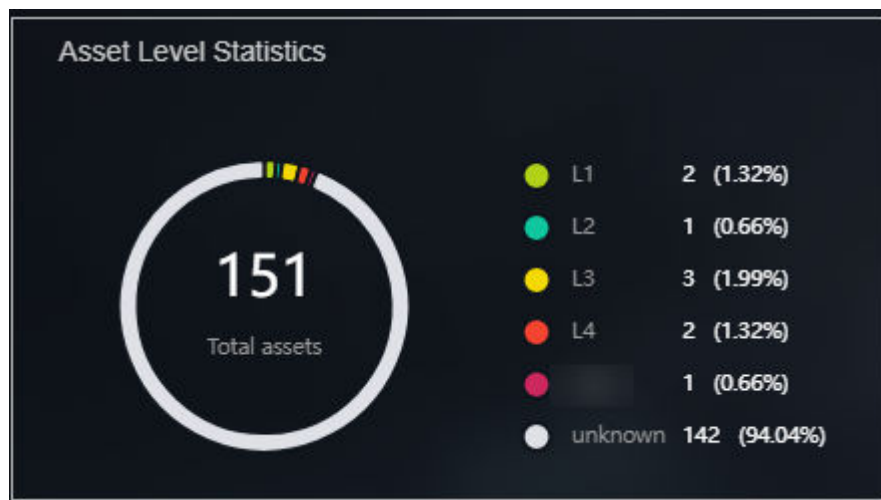 Asset Level Statistics
151
Total assets
L1 2 (1.32%)
L2 1 (0.66%)
L3 3 (1.99%)
L4 2 (1.32%)
1 (0.66%)
unknown 142 (94.04%)